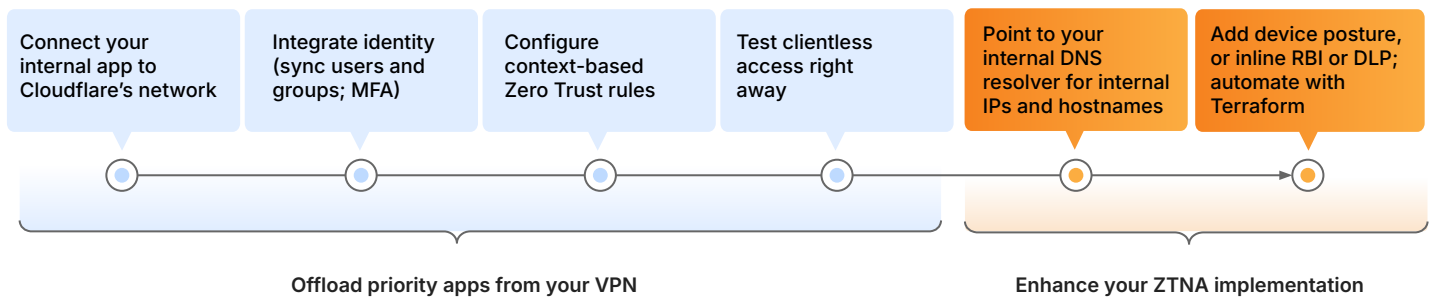 Connect your
internal app to
Cloudflare's network
Integrate identity
(sync users and
groups; MFA)
Configure
context-based
Zero Trust rules
Test clientless
access right
away
Point to your
internal DNS
resolver for internal
IPs and hostnames
Add device posture,
or inline RBI or DLP;
automate with
Terraform
Offload priority apps from your VPN
Enhance your ZTNA implementation